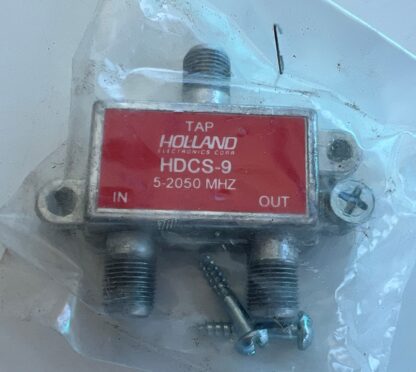 TAP
HOLLAND
ELECTRONICS CORP.
HDCS-9
5-2050 MHZ
IN
OUT